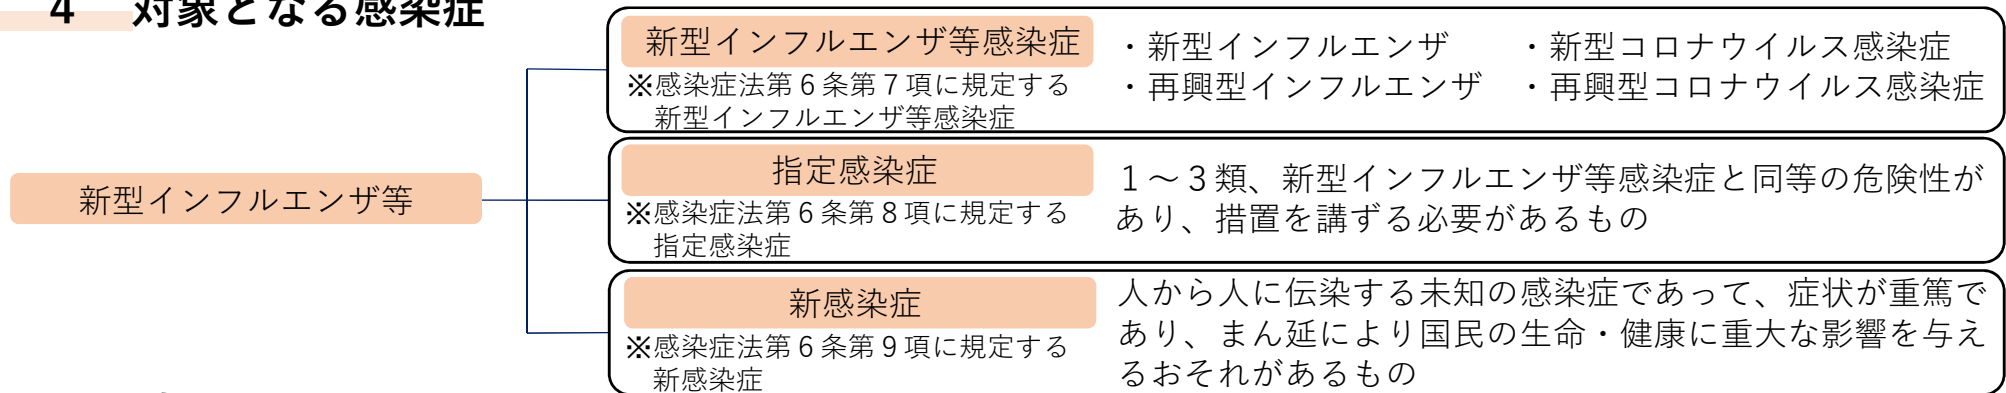 ４　対象となる感染症
新型インフルエンザ等
新型インフルエンザ等感染症
※感染症法第６条第７項に規定する
新型インフルエンザ等感染症
・新型インフルエンザ　・新型コロナウイルス感染症
・再興型インフルエンザ　・再興型コロナウイルス感染症
指定感染症
※感染症法第６条第８項に規定する
指定感染症
１～３類、新型インフルエンザ等感染症と同等の危険性が
あり、措置を講ずる必要があるもの
新感染症
※感染症法第６条第９項に規定する
新感染症
人から人に伝染する未知の感染症であって、症状が重篤で
あり、まん延により国民の生命・健康に重大な影響を与え
るおそれがあるもの